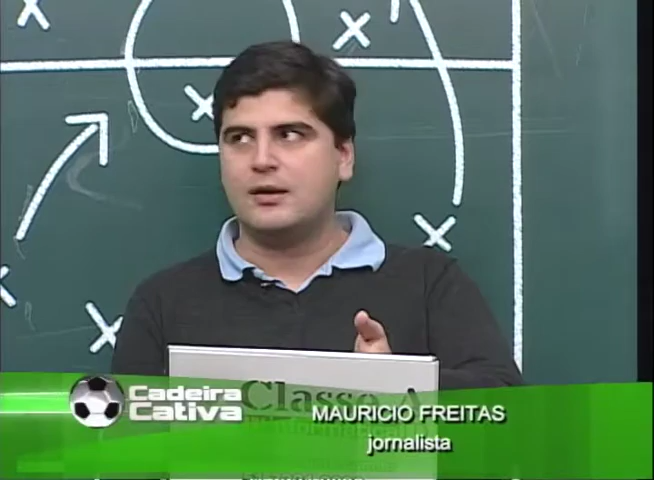 Cadeira
Cativa
Classe A
MAURICIO FREITAS
jornalista